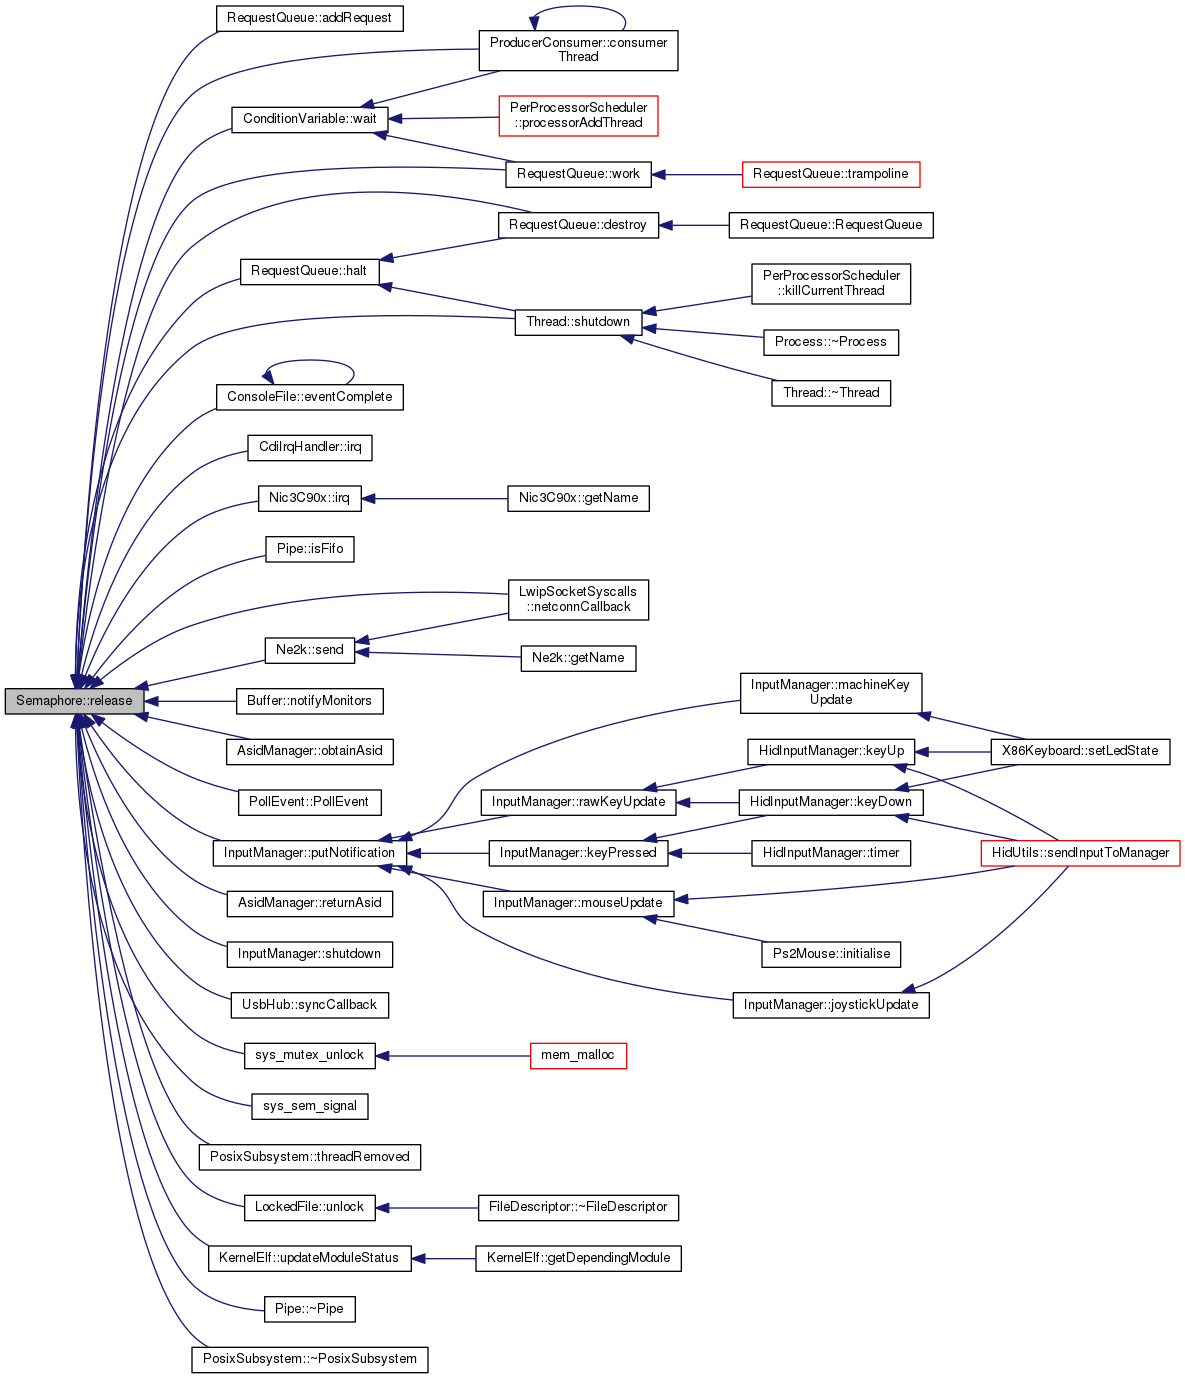 RequestQueue::addRequest
ProducerConsumer::consumer
Thread
ConditionVariable::wait
PerProcessorScheduler
::processorAddThread
RequestQueue::work
RequestQueue::trampoline
RequestQueue::destroy
RequestQueue::RequestQueue
RequestQueue::halt
PerProcessorScheduler
::killCurrentThread
Thread::shutdown
Process::~Process
Thread::~Thread
ConsoleFile::eventComplete
CdiIrqHandler::irq
Nic3C90x::irq
Nic3C90x::getName
Pipe::isFifo
LwipSocketSyscalls
::netconnCallback
Ne2k::send
Ne2k::getName
Semaphore::release
Buffer::notifyMonitors
InputManager::machineKey
Update
AsidManager::obtainAsid
HidInputManager::keyUp
X86Keyboard::setLedState
PollEvent::PollEvent
InputManager::rawKeyUpdate
HidInputManager::keyDown
InputManager::putNotification
InputManager::keyPressed
HidInputManager::timer
HidUtils::sendInputToManager
AsidManager::returnAsid
InputManager::mouseUpdate
InputManager::shutdown
Ps2Mouse::initialise
UsbHub::syncCallback
InputManager::joystickUpdate
sys_mutex_unlock
mem_malloc
sys_sem_signal
PosixSubsystem::threadRemoved
LockedFile::unlock
FileDescriptor::~FileDescriptor
KernelElf::updateModuleStatus
KernelElf::getDependingModule
Pipe::~Pipe
PosixSubsystem::~PosixSubsystem